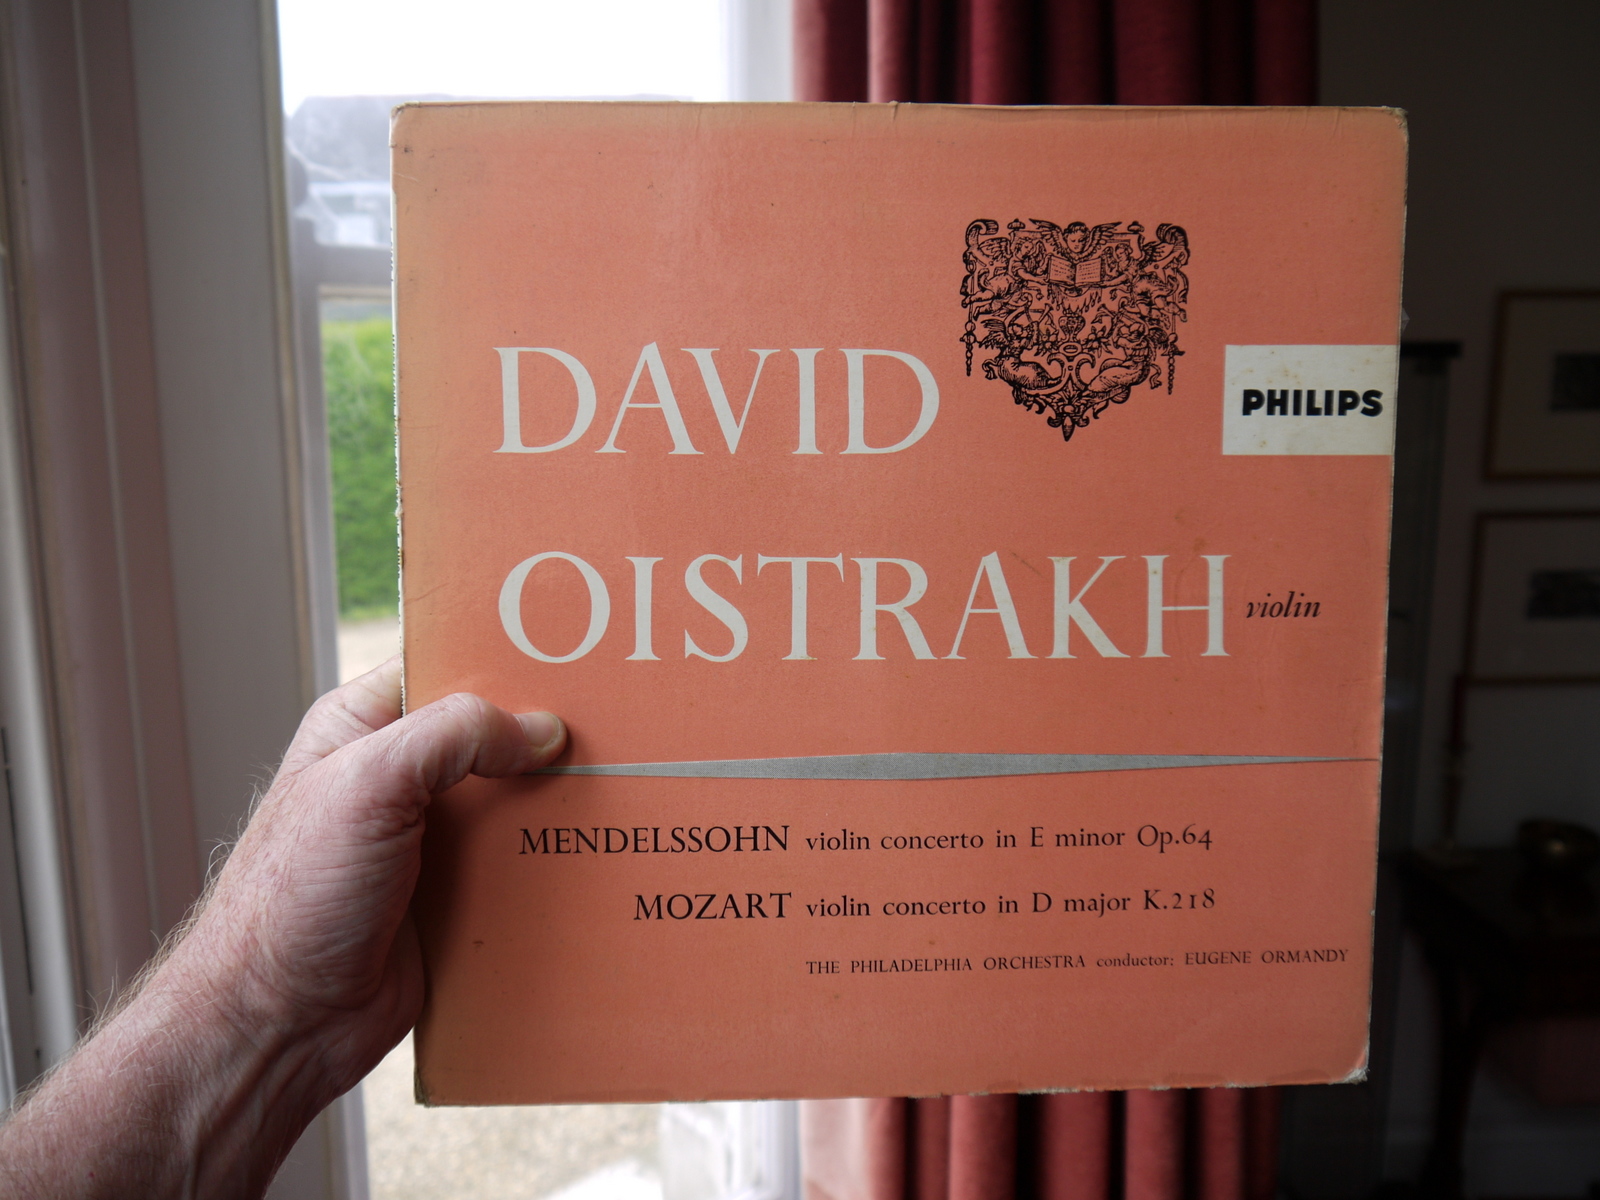 DAVID
PHILIPS
OISTRAKH violin
MENDELSSOHN violin concerto in E minor Op.64
MOZART violin concerto in D major K.218
THE PHILADELPHIA ORCHESTRA conductor: EUGENE ORMANDY